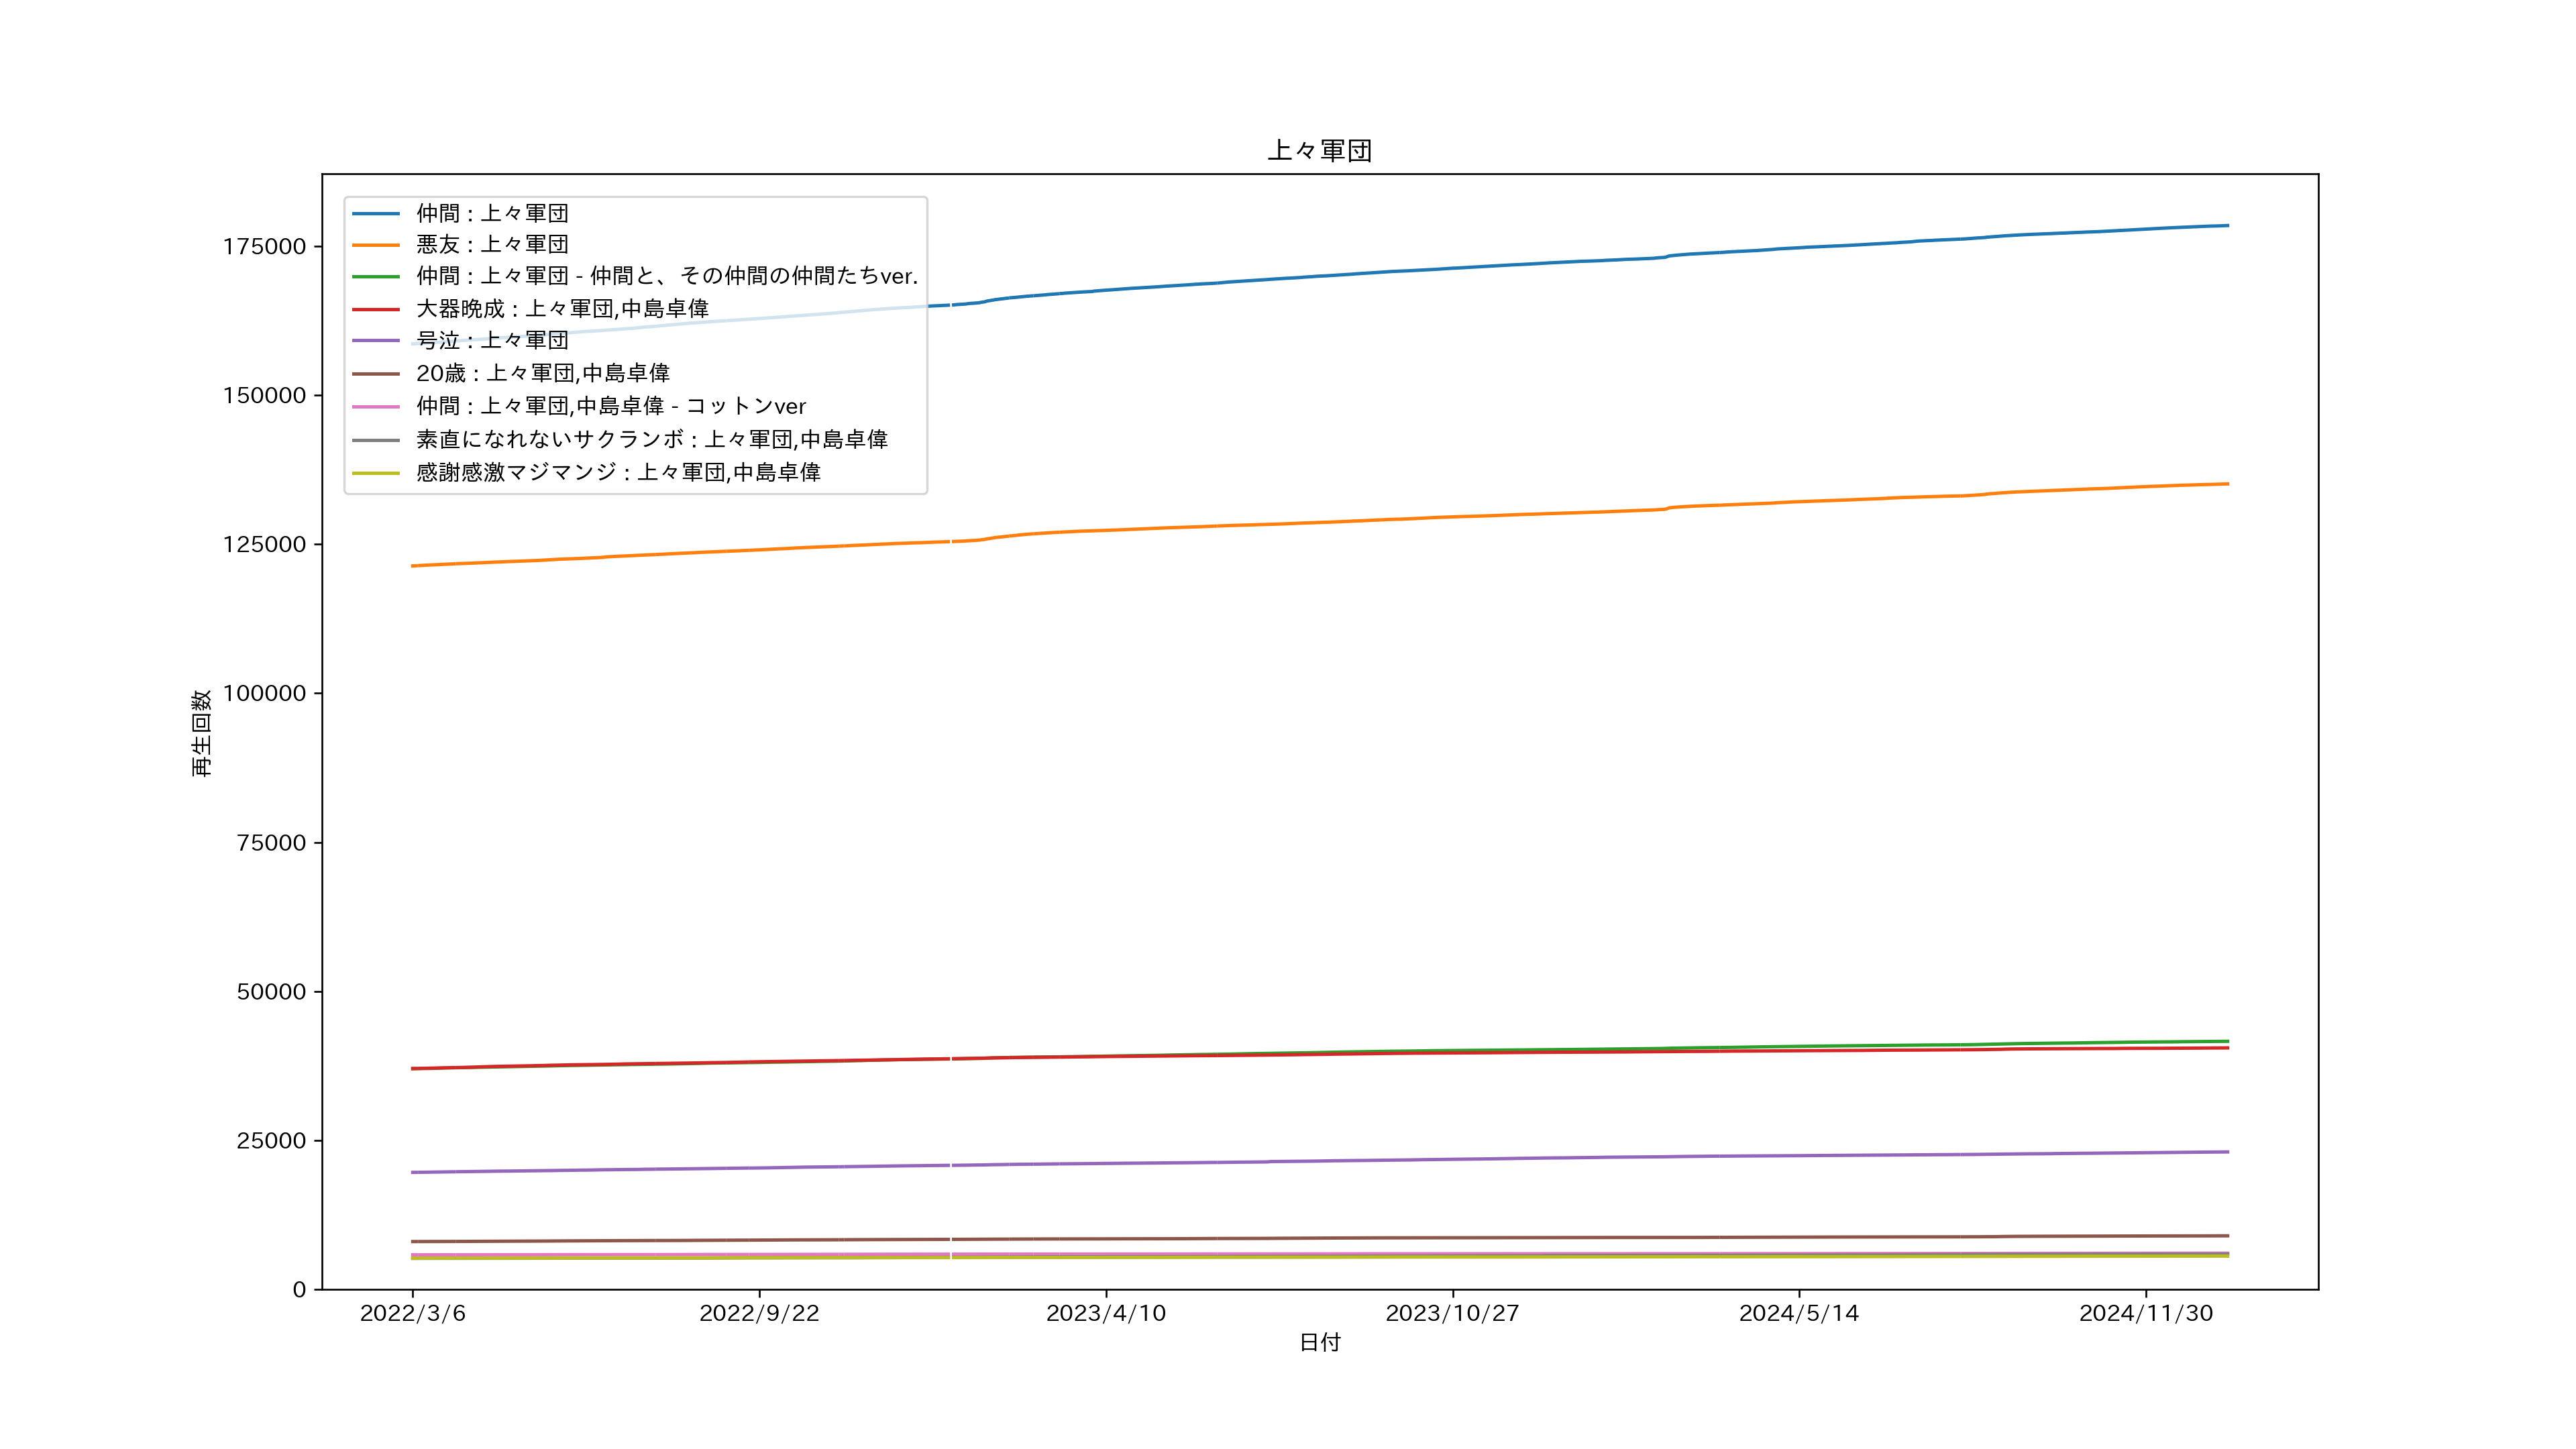 上々軍団
仲間 : 上々軍団
悪友 : 上々軍団
仲間 : 上々軍団 - 仲間と、その仲間の仲間たちver.
大器晩成 : 上々軍団,中島卓偉
号泣 : 上々軍団
20歳 : 上々軍団,中島卓偉
仲間 : 上々軍団,中島卓偉 - コットンver
素直になれないサクランボ : 上々軍団,中島卓偉
感謝感激マジマンジ : 上々軍団,中島卓偉
175000
150000
125000
100000
75000
50000
25000
0
再生回数
2022/3/6
2022/9/22
2023/4/10
2023/10/27
2024/5/14
2024/11/30
日付